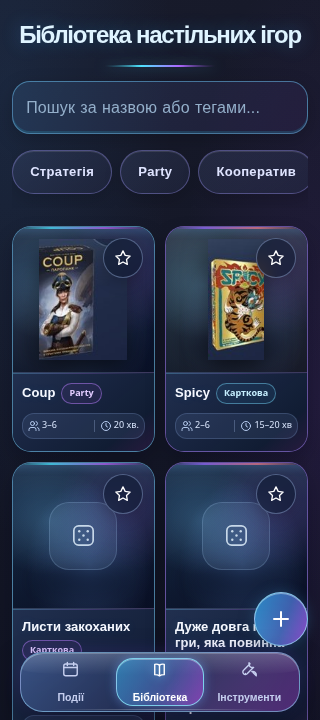 Бібліотека настільних ігор
Пошук за назвою або тегами...
Стратегія
Party
Кооператив
COUP
SPICY
Coup
Party
3–6
20 хв.
Spicy
Карткова
2–6
15–20 хв
Листи закоханих
Карткова
Дуже довга
гри, яка повинна
Події
Бібліотека
Інструменти